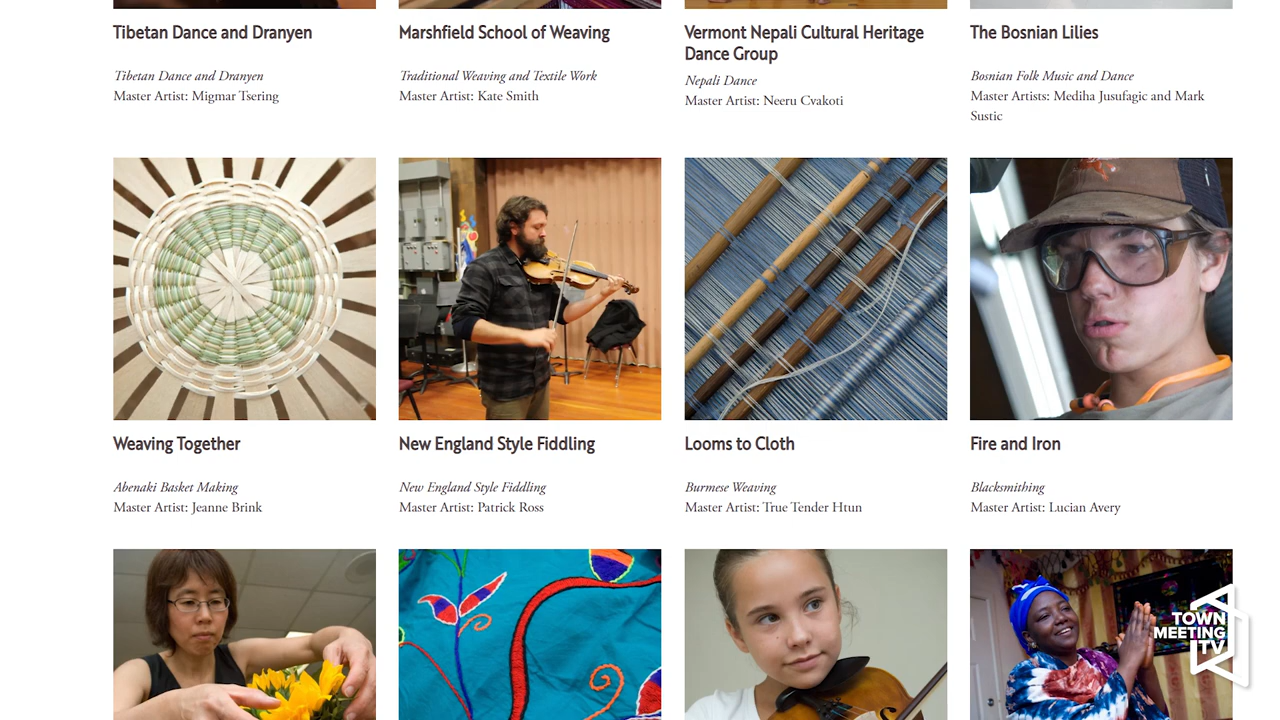 Tibetan Dance and Dranyen
Tibetan Dance and Dranyen
Master Artist: Migmar Tsering
Marshfield School of Weaving
Traditional Weaving and Textile Work
Master Artist: Kate Smith
Vermont Nepali Cultural Heritage
Dance Group
Nepali Dance
Master Artist: Neeru Cvakoti
The Bosnian Lilies
Bosnian Folk Music and Dance
Master Artists: Mediha Jusufagic and Mark
Sustic
Weaving Together
Abenaki Basket Making
Master Artist: Jeanne Brink
New England Style Fiddling
New England Style Fiddling
Master Artist: Patrick Ross
Looms to Cloth
Burmese Weaving
Master Artist: True Tender Htun
Fire and Iron
Blacksmithing
Master Artist: Lucian Avery
TOWN
MEETING
TV